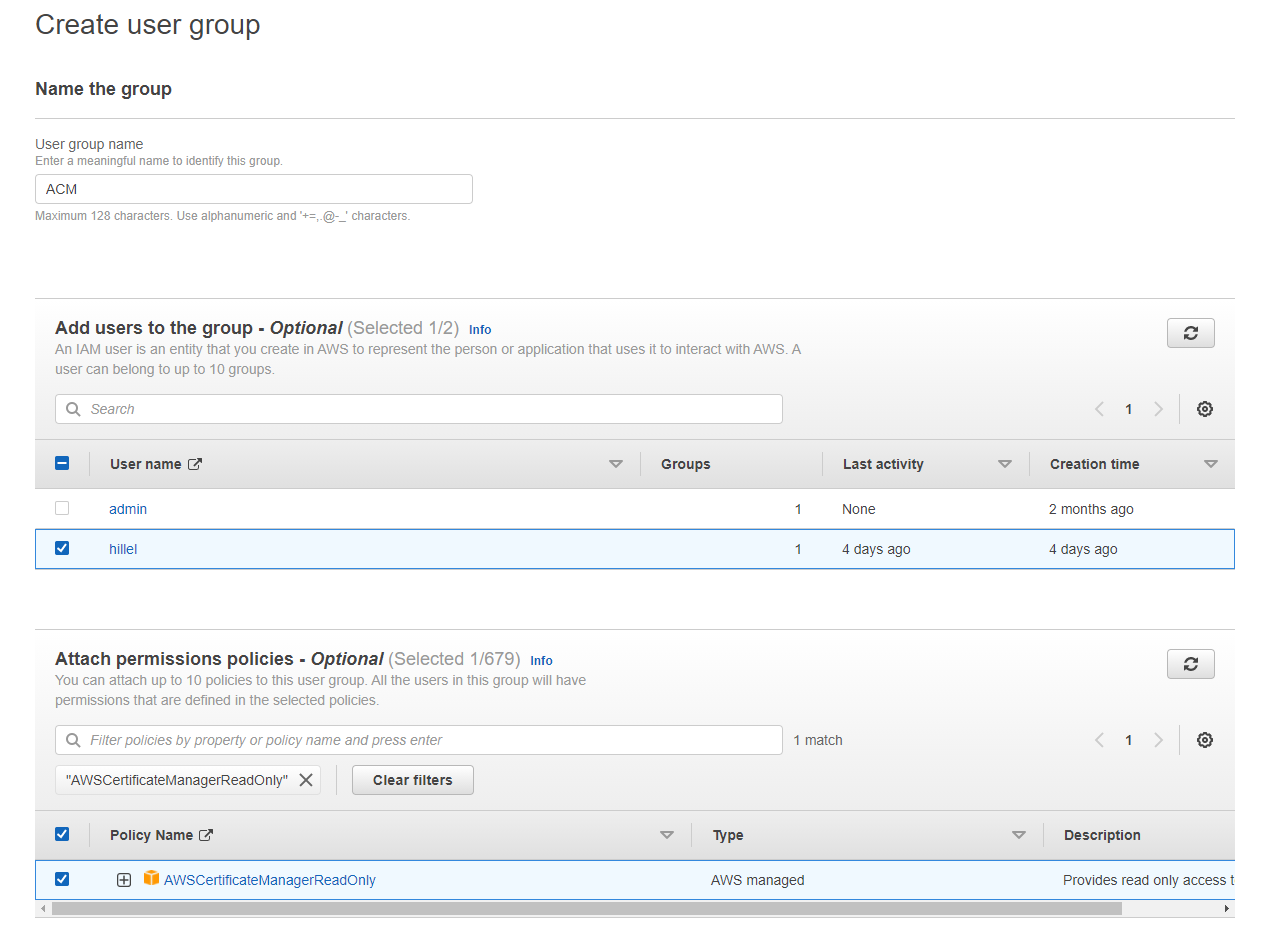 Create user group
Name the group
User group name
Enter a meaningful name to identify this group.
ACM
Maximum 128 characters. Use alphanumeric and '+=,.@-_' characters.
Add users to the group - Optional (Selected 1/2) Info
An IAM user is an entity that you create in AWS to represent the person or application that uses it to interact with AWS. A
user can belong to up to 10 groups.
Search
1
User name Groups Last activity Creation time
admin 1 None 2 months ago
hillel 1 4 days ago 4 days ago
Attach permissions policies - Optional (Selected 1/679) Info
You can attach up to 10 policies to this user group. All the users in this group will have
permissions that are defined in the selected policies.
Filter policies by property or policy name and press enter 1 match 1
"AWSCertificateManagerReadOnly" Clear filters
Policy Name Type Description
AWSCertificateManagerReadOnly AWS managed Provides read only access t